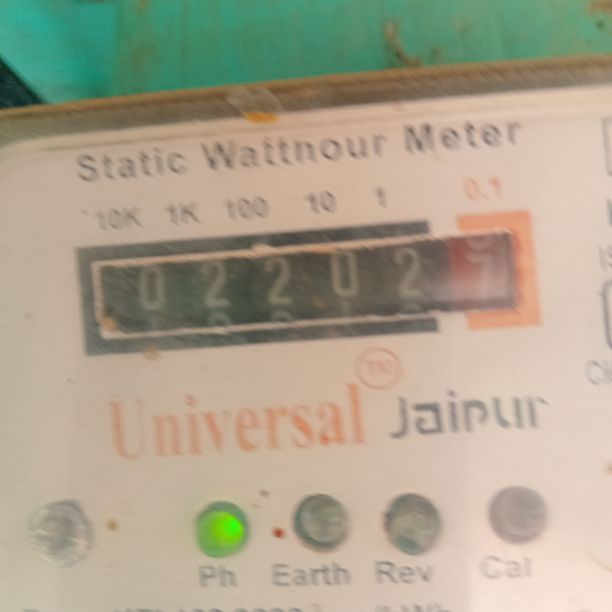 Static Watthour Meter
10K 1K 100 10 1 0.1
0 2 2 0 2 7
Universal TM Jaipur
Ph Earth Rev Cal